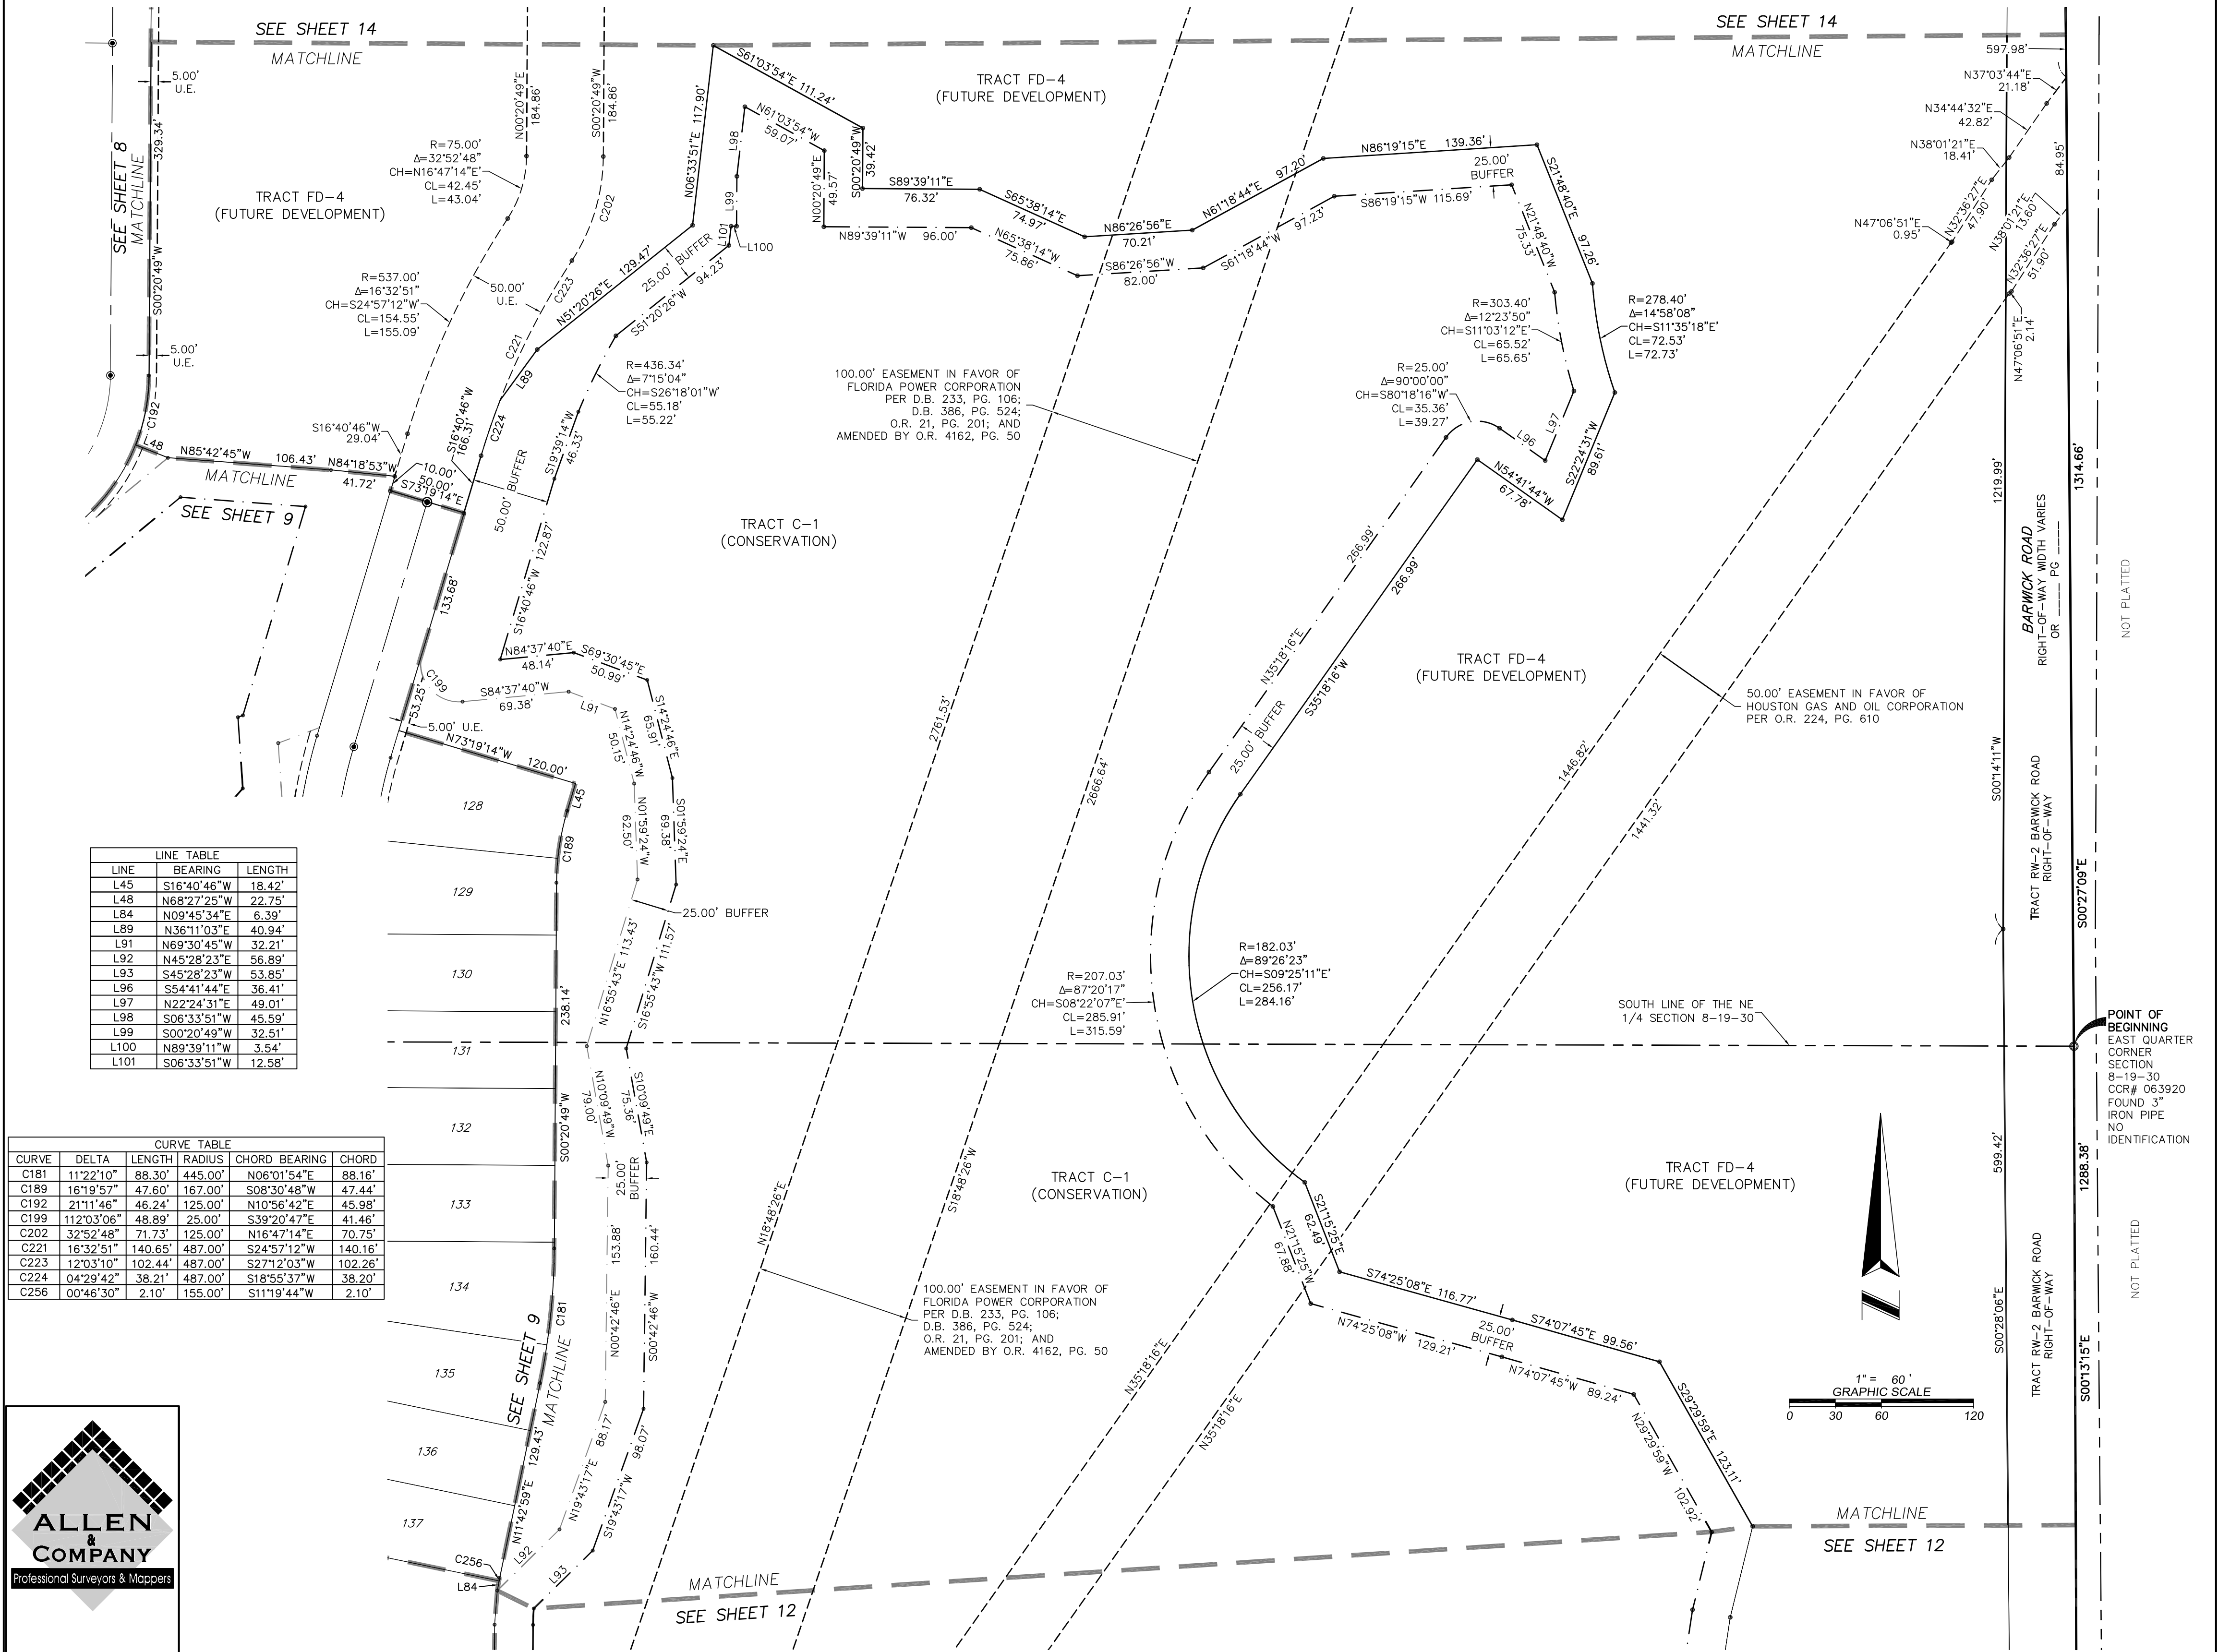 SEE SHEET 14
MATCHLINE
SEE SHEET 14
MATCHLINE
5.00'
U.E.
329.34'
SEE SHEET 8
MATCHLINE
S00°20'49"W
5.00'
U.E.
TRACT FD-4
(FUTURE DEVELOPMENT)
N00°20'49"E
184.86'
S00°20'49"W
184.86'
R=75.00'
Δ=32°52'48"
CH=N16°47'14"E'
CL=42.45'
L=43.04'
C202
R=537.00'
Δ=16°32'51"
CH=S24°57'12"W'
CL=154.55'
L=155.09'
50.00'
U.E.
C223
C221
N06°33'51"E 117.90'
S61°03'54"E 111.24'
TRACT FD-4
(FUTURE DEVELOPMENT)
N61°03'54"W
59.07'
L98
L99
L101
L100
N00°20'49"E
49.57'
S00°20'49"W
39.42'
S89°39'11"E
76.32'
N89°39'11"W 96.00'
S65°38'14"E
74.97'
N65°38'14"W
75.86'
N86°26'56"E
70.21'
S86°26'56"W
82.00'
N61°18'44"E 97.20'
S61°18'44"W 97.23'
N86°19'15"E 139.36'
25.00'
BUFFER
S86°19'15"W 115.69'
S21°48'40"E 97.26'
N21°48'40"W
75.33'
R=303.40'
Δ=12°23'50"
CH=S11°03'12"E'
CL=65.52'
L=65.65'
R=278.40'
Δ=14°58'08"
CH=S11°35'18"E'
CL=72.53'
L=72.73'
R=25.00'
Δ=90°00'00"
CH=S80°18'16"W'
CL=35.36'
L=39.27'
L96
L97
S22°24'31"W
89.61'
N54°41'44"W
67.78'
597.98'
N37°03'44"E
21.18'
N34°44'32"E
42.82'
N38°01'21"E
18.41'
84.95'
N32°36'27"E
47.90'
N38°01'21"E
13.60'
N32°36'27"E
51.90'
N47°06'51"E
0.95'
N47°06'51"E
2.14'
N51°20'26"E 129.47'
25.00' BUFFER
S51°20'26"W 94.23'
L89
C224
R=436.34'
Δ=7°15'04"
CH=S26°18'01"W'
CL=55.18'
L=55.22'
S16°40'46"W
166.31'
S19°39'14"W
46.33'
100.00' EASEMENT IN FAVOR OF
FLORIDA POWER CORPORATION
PER D.B. 233, PG. 106;
D.B. 386, PG. 524;
O.R. 21, PG. 201; AND
AMENDED BY O.R. 4162, PG. 50
C192
L48
S16°40'46"W
29.04'
N85°42'45"W 106.43'
N84°18'53"W
41.72'
MATCHLINE
SEE SHEET 9
10.00'
50.00'
S73°19'14"E
50.00' BUFFER
S16°40'46"W 122.87'
TRACT C-1
(CONSERVATION)
133.68'
N84°37'40"E
48.14'
S69°30'45"E
50.99'
C199
S84°37'40"W
69.38'
L91
S14°24'46"E
65.91'
N14°24'46"W
50.15'
53.25'
5.00' U.E.
N73°19'14"W 120.00'
L45
C189
N01°59'24"W
62.50'
S01°59'24"E
69.38'
25.00' BUFFER
N16°55'43"E 113.43'
S16°55'43"W 111.57'
266.99'
266.99'
N35°18'16"E
S35°18'16"W
25.00' BUFFER
TRACT FD-4
(FUTURE DEVELOPMENT)
50.00' EASEMENT IN FAVOR OF
HOUSTON GAS AND OIL CORPORATION
PER O.R. 224, PG. 610
2761.53'
2666.64'
1446.82'
1441.32'
1219.99'
1314.66'
BARWICK ROAD
RIGHT-OF-WAY WIDTH VARIES
OR ____ PG ____
NOT PLATTED
S00°14'11"W
TRACT RW-2 BARWICK ROAD
RIGHT-OF-WAY
S00°27'09"E
LINE TABLE
LINE BEARING LENGTH
L45 S16°40'46"W 18.42'
L48 N68°27'25"W 22.75'
L84 N09°45'34"E 6.39'
L89 N36°11'03"E 40.94'
L91 N69°30'45"W 32.21'
L92 N45°28'23"E 56.89'
L93 S45°28'23"W 53.85'
L96 S54°41'44"E 36.41'
L97 N22°24'31"E 49.01'
L98 S06°33'51"W 45.59'
L99 S00°20'49"W 32.51'
L100 N89°39'11"W 3.54'
L101 S06°33'51"W 12.58'
128
129
130
131
132
133
134
135
136
137
238.14'
S00°20'49"W
R=207.03'
Δ=87°20'17"
CH=S08°22'07"E'
CL=285.91'
L=315.59'
R=182.03'
Δ=89°26'23"
CH=S09°25'11"E'
CL=256.17'
L=284.16'
SOUTH LINE OF THE NE
1/4 SECTION 8-19-30
POINT OF
BEGINNING
EAST QUARTER
CORNER
SECTION
8-19-30
CCR# 063920
FOUND 3"
IRON PIPE
NO
IDENTIFICATION
N10°09'49"W
79.00'
S10°09'49"E
75.36'
25.00'
BUFFER
153.88'
160.44'
N00°42'46"E
S00°42'46"W
CURVE TABLE
CURVE DELTA LENGTH RADIUS CHORD BEARING CHORD
C181 11°22'10" 88.30' 445.00' N06°01'54"E 88.16'
C189 16°19'57" 47.60' 167.00' S08°30'48"W 47.44'
C192 21°11'46" 46.24' 125.00' N10°56'42"E 45.98'
C199 112°03'06" 48.89' 25.00' S39°20'47"E 41.46'
C202 32°52'48" 71.73' 125.00' N16°47'14"E 70.75'
C221 16°32'51" 140.65' 487.00' S24°57'12"W 140.16'
C223 12°03'10" 102.44' 487.00' S27°12'03"W 102.26'
C224 04°29'42" 38.21' 487.00' S18°55'37"W 38.20'
C256 00°46'30" 2.10' 155.00' S11°19'44"W 2.10'
TRACT C-1
(CONSERVATION)
TRACT FD-4
(FUTURE DEVELOPMENT)
N18°48'26"E
S18°48'26"W
100.00' EASEMENT IN FAVOR OF
FLORIDA POWER CORPORATION
PER D.B. 233, PG. 106;
D.B. 386, PG. 524;
O.R. 21, PG. 201; AND
AMENDED BY O.R. 4162, PG. 50
S21°15'25"E
62.49'
N21°15'25"W
67.88'
S74°25'08"E 116.77'
N74°25'08"W 129.21'
25.00'
BUFFER
S74°07'45"E 99.56'
N74°07'45"W 89.24'
S29°29'59"E 123.11'
N29°29'59"W 102.92'
N35°18'16"E
N35°18'16"E
599.42'
1288.38'
S00°28'06"E
TRACT RW-2 BARWICK ROAD
RIGHT-OF-WAY
S00°13'15"E
NOT PLATTED
1" = 60 '
GRAPHIC SCALE
0 30 60 120
C181
SEE SHEET 9
MATCHLINE
N11°42'59"E 129.43'
N19°43'17"E 88.17'
S19°43'17"W 98.07'
C256
L84
L92
L93
MATCHLINE
SEE SHEET 12
MATCHLINE
SEE SHEET 12
ALLEN
&
COMPANY
Professional Surveyors & Mappers